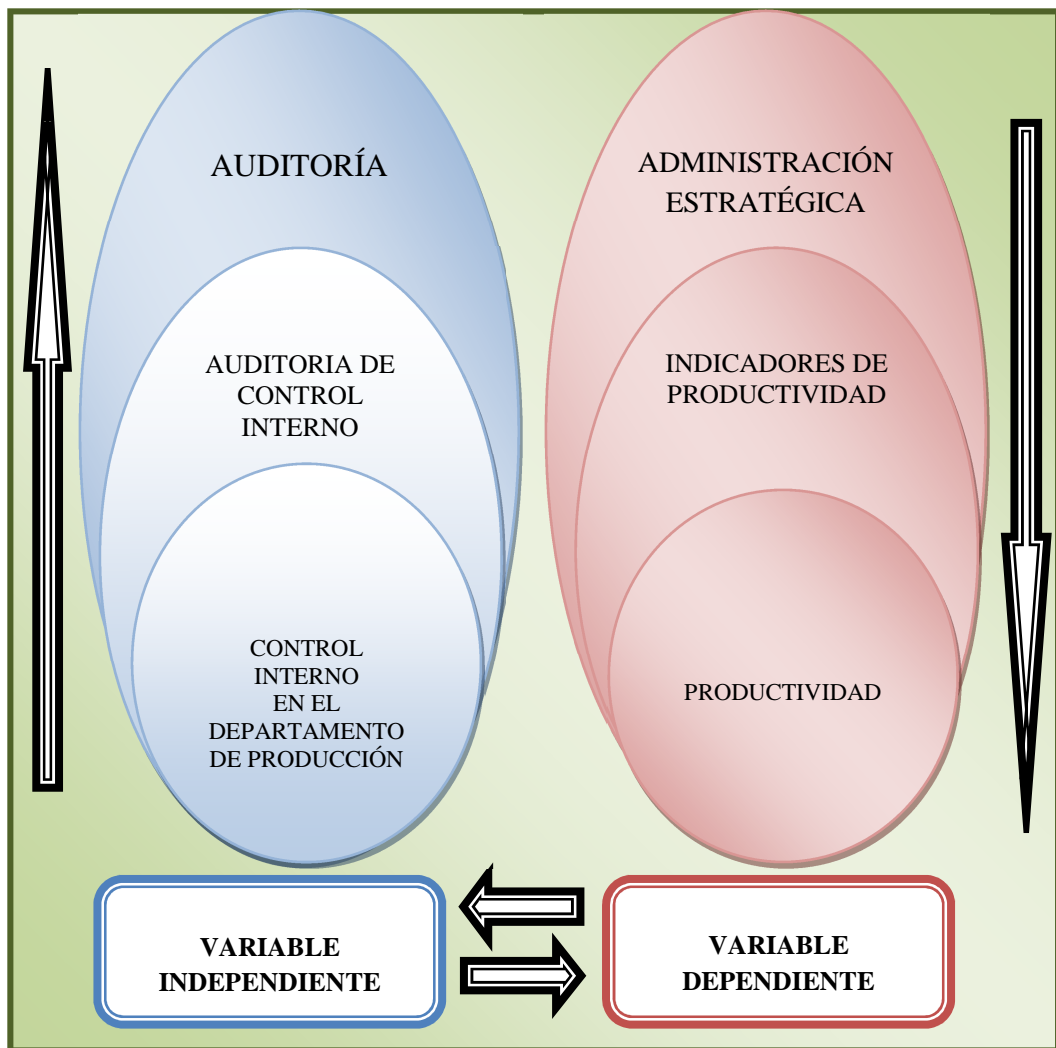 AUDITORÍA
AUDITORIA DE
CONTROL
INTERNO
CONTROL
INTERNO
EN EL
DEPARTAMENTO
DE PRODUCCIÓN
ADMINISTRACIÓN
ESTRATÉGICA
INDICADORES DE
PRODUCTIVIDAD
PRODUCTIVIDAD
VARIABLE
INDEPENDIENTE
VARIABLE
DEPENDIENTE